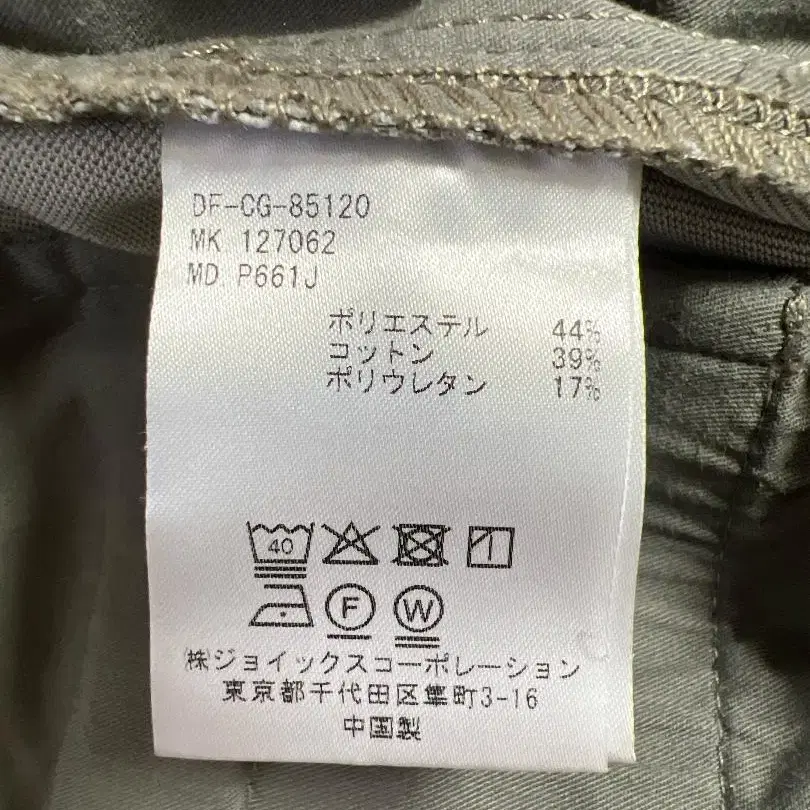 DF-CG-85120
MK. 127062
MD. P661J
ポリエステル 44%
コットン 39%
ポリウレタン 17%
40
F W
(株)ジョイックスコーポレーション
東京都千代田区隼町3-16
中国製